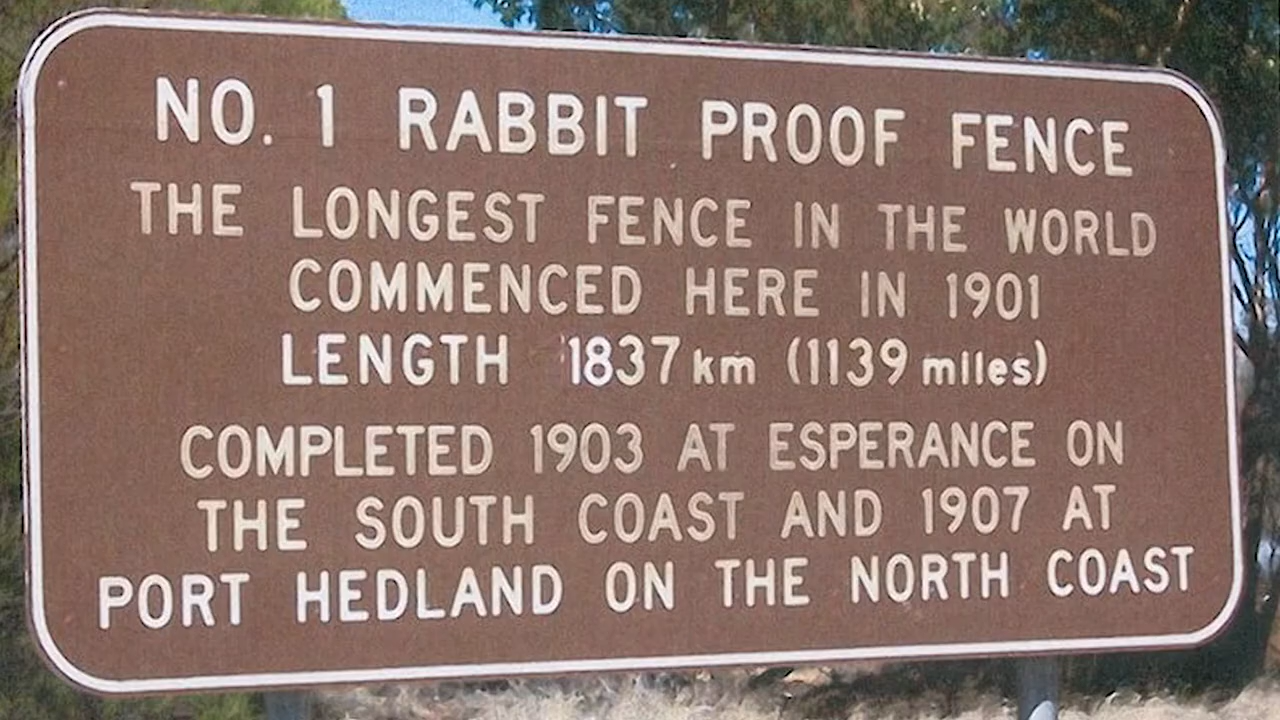 NO. 1 RABBIT PROOF FENCE
THE LONGEST FENCE IN THE WORLD
COMMENCED HERE IN 1901
LENGTH 1837 km (1139 miles)
COMPLETED 1903 AT ESPERANCE ON
THE SOUTH COAST AND 1907 AT
PORT HEDLAND ON THE NORTH COAST